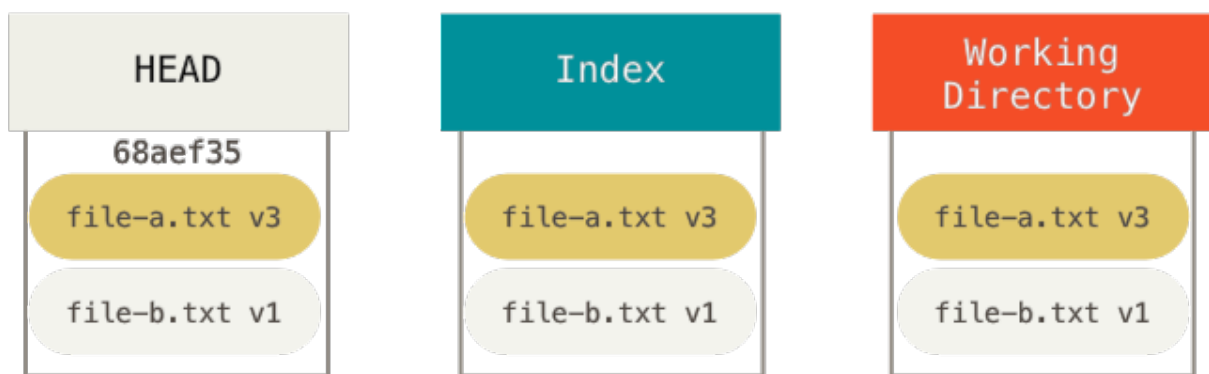 HEAD
68aef35
file-a.txt v3
file-b.txt v1
Index
file-a.txt v3
file-b.txt v1
Working
Directory
file-a.txt v3
file-b.txt v1